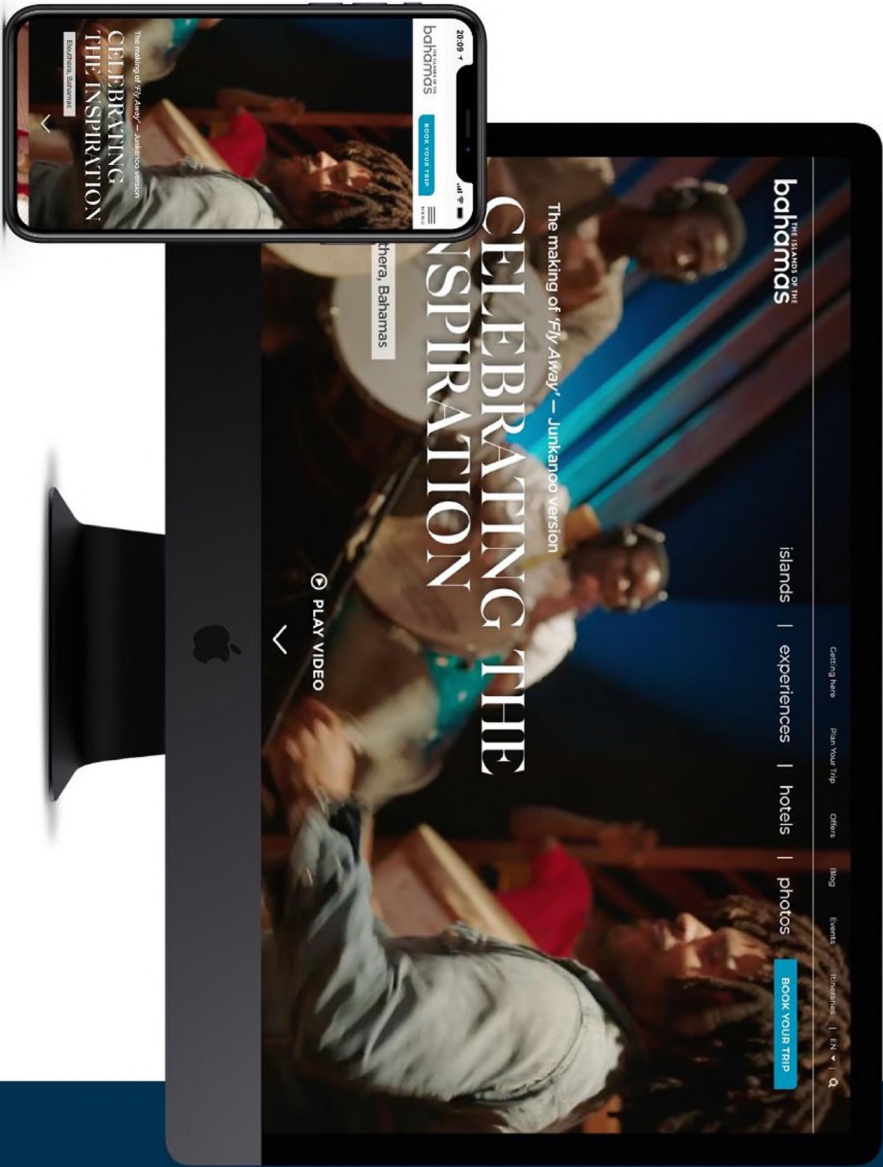 Getting here Plan Your Trip Offers Blog Events Itineraries | EN | 
THE ISLANDS OF THE
bahamas
islands | experiences | hotels | photos
BOOK YOUR TRIP
The making of 'Fly Away' — Junkanoo version
CELEBRATING THE
NSPIRATION
thera, Bahamas
PLAY VIDEO
20:09
THE ISLANDS OF THE
bahamas
BOOK YOUR TRIP
MENU
The making of 'Fly Away' — Junkanoo version
CELEBRATING
THE INSPIRATION
Eleuthera, Bahamas